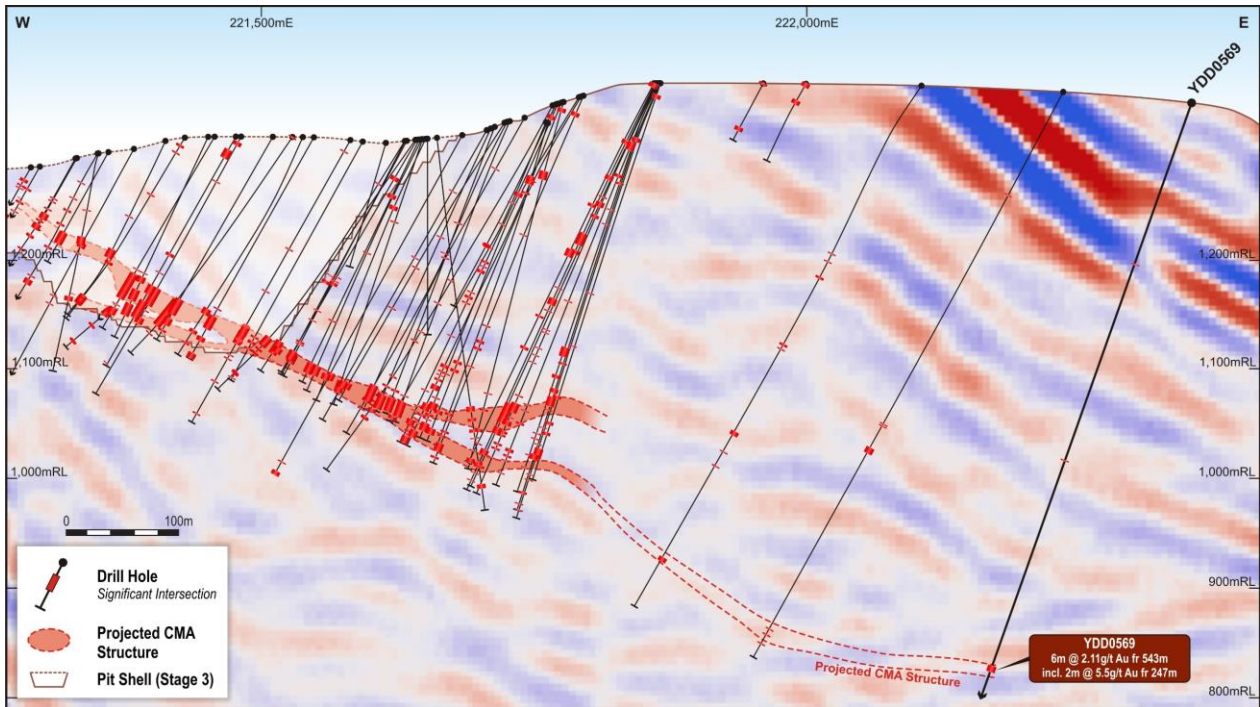 W
221,500mE
222,000mE
E
YDD0569
1,200mRL
1,200mRL
1,100mRL
1,100mRL
1,000mRL
1,000mRL
0 100m
900mRL
800mRL
Drill Hole
Significant Intersection
Projected CMA
Structure
Pit Shell (Stage 3)
Projected CMA Structure
YDD0569
6m @ 2.11g/t Au fr 543m
incl. 2m @ 5.5g/t Au fr 247m